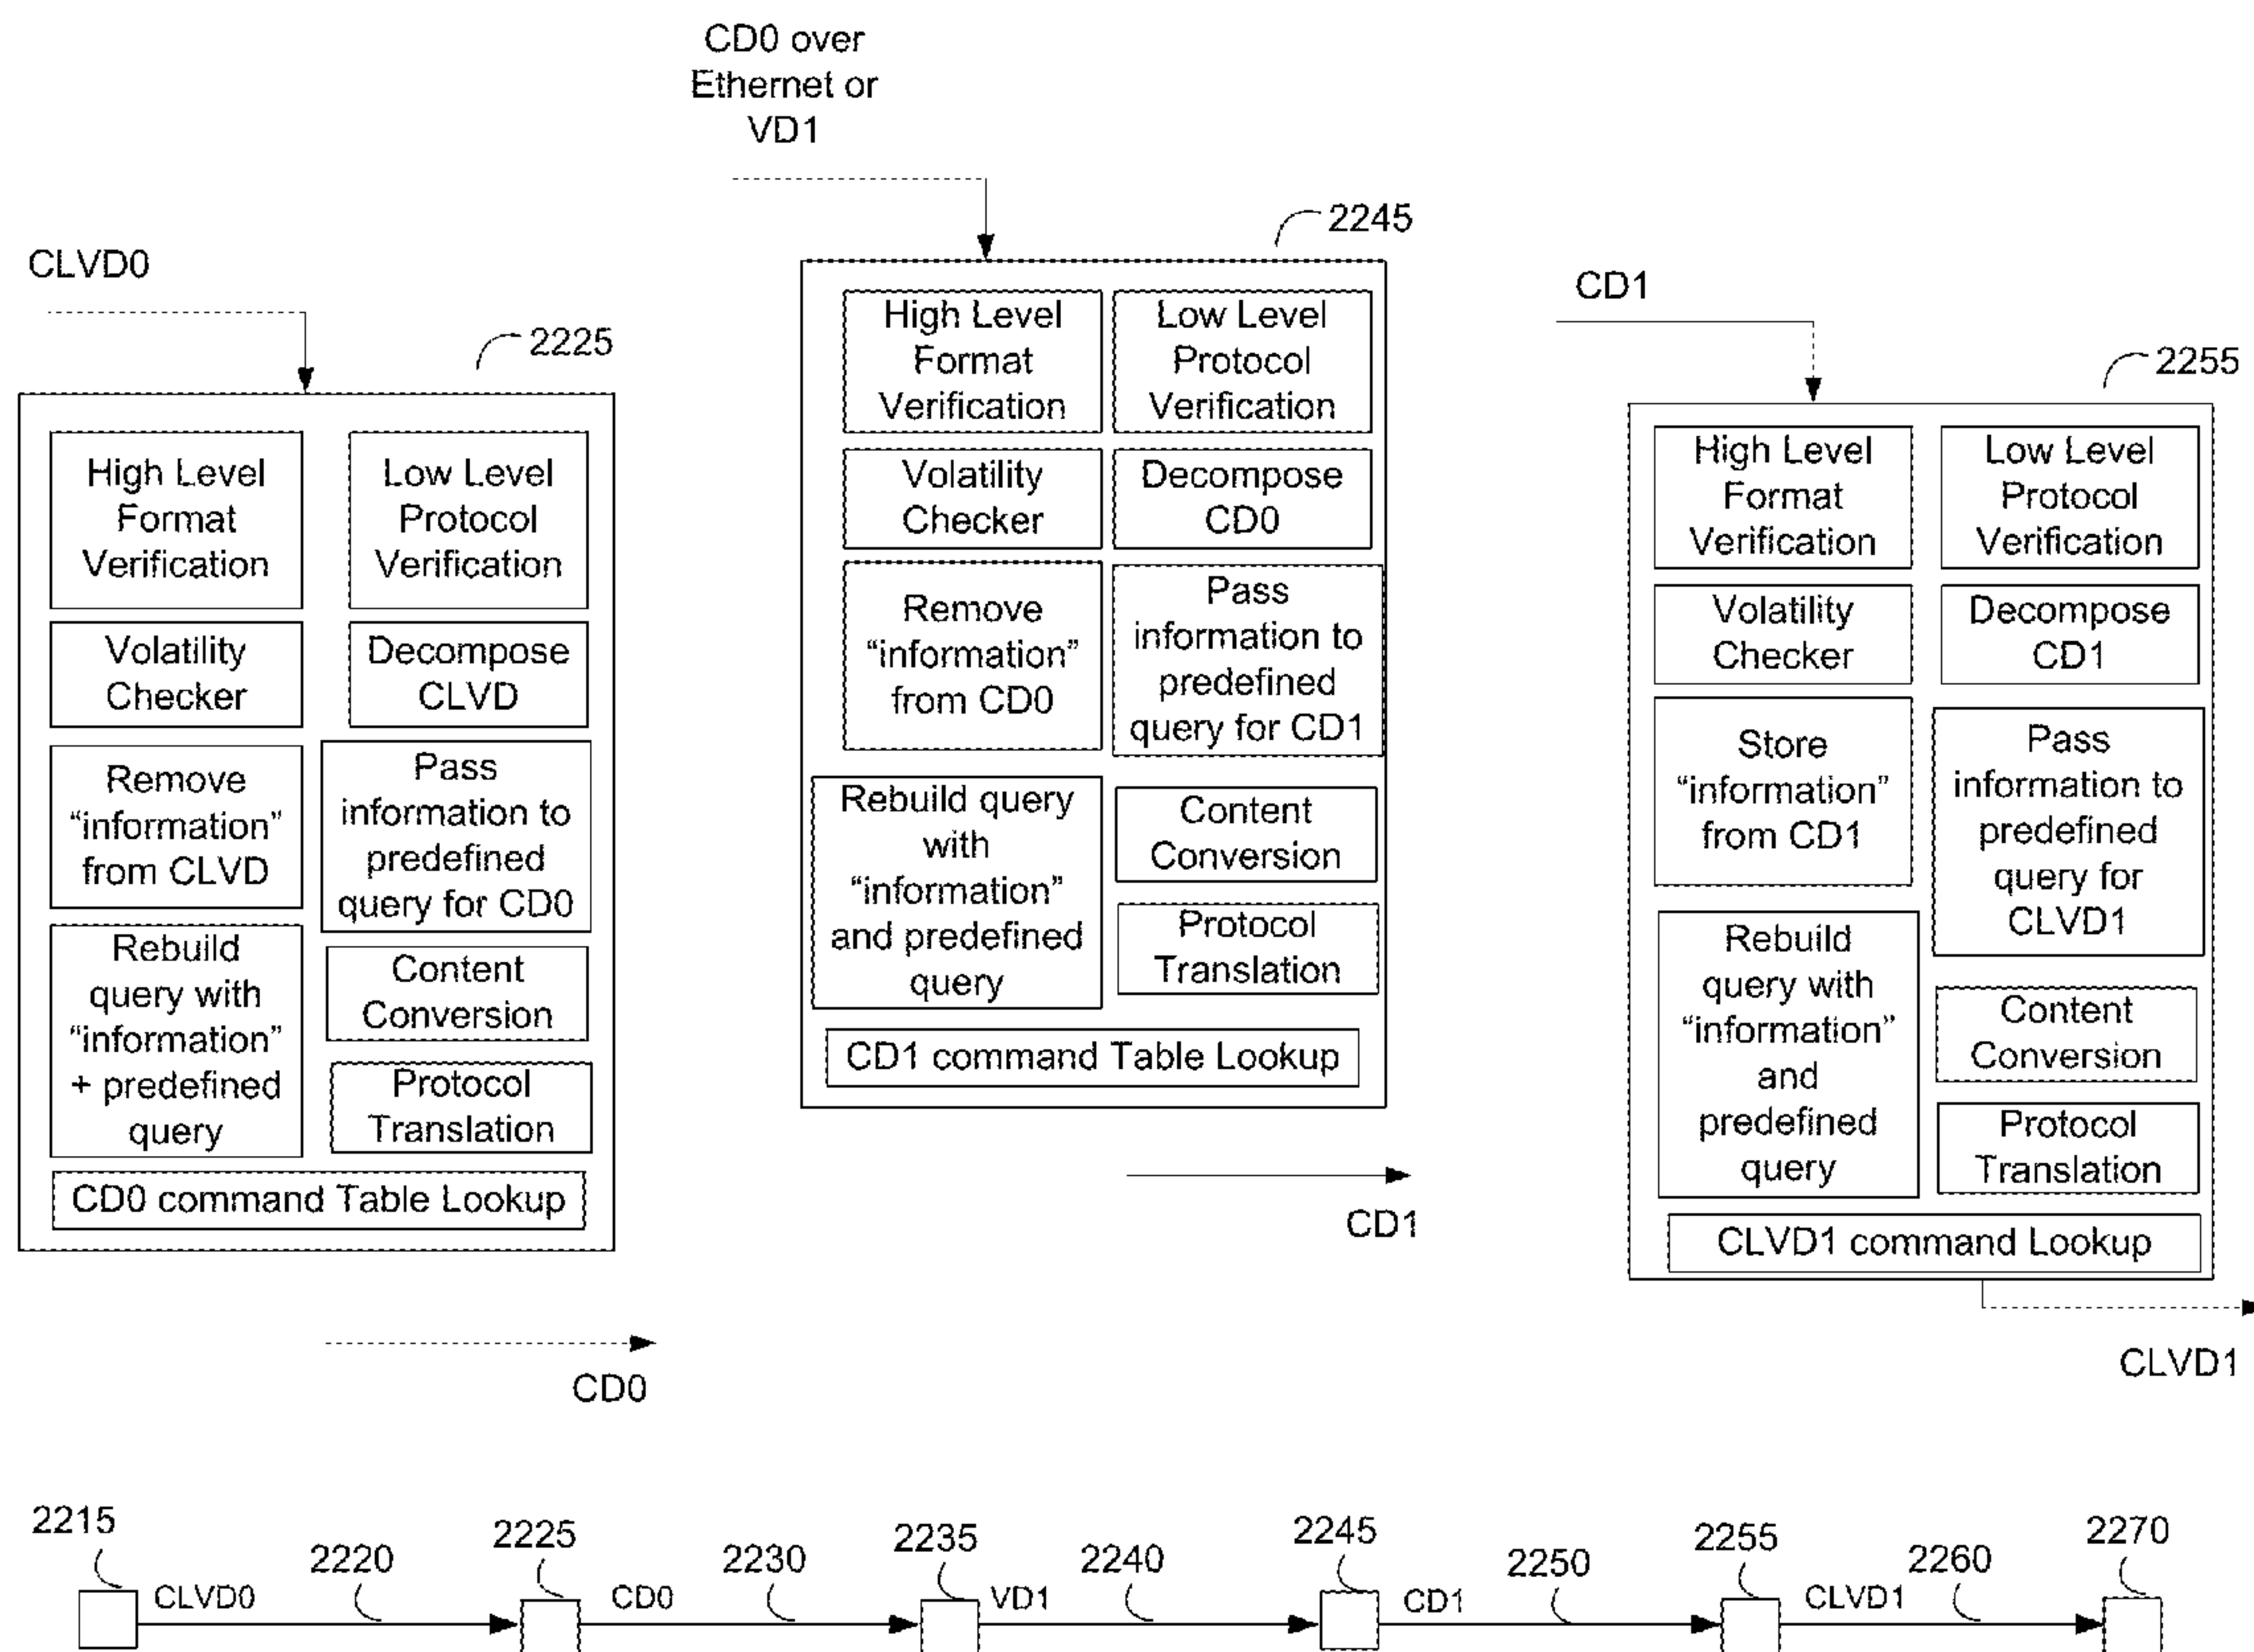 CLVD0
2225
High Level
Format
Verification
Low Level
Protocol
Verification
Volatility
Checker
Decompose
CLVD
Remove
“information”
from CLVD
Pass
information to
predefined
query for CD0
Rebuild
query with
“information”
+ predefined
query
Content
Conversion
Protocol
Translation
CD0 command Table Lookup
CD0
CD0 over
Ethernet or
VD1
2245
High Level
Format
Verification
Low Level
Protocol
Verification
Volatility
Checker
Decompose
CD0
Remove
“information”
from CD0
Pass
information to
predefined
query for CD1
Rebuild query
with
“information”
and predefined
query
Content
Conversion
Protocol
Translation
CD1 command Table Lookup
CD1
CD1
2255
High Level
Format
Verification
Low Level
Protocol
Verification
Volatility
Checker
Decompose
CD1
Store
“information”
from CD1
Pass
information to
predefined
query for
CLVD1
Rebuild
query with
“information”
and
predefined
query
Content
Conversion
Protocol
Translation
CLVD1 command Lookup
CLVD1
2215
CLVD0
2220
2225
CD0
2230
2235
VD1
2240
2245
CD1
2250
2255
CLVD1
2260
2270